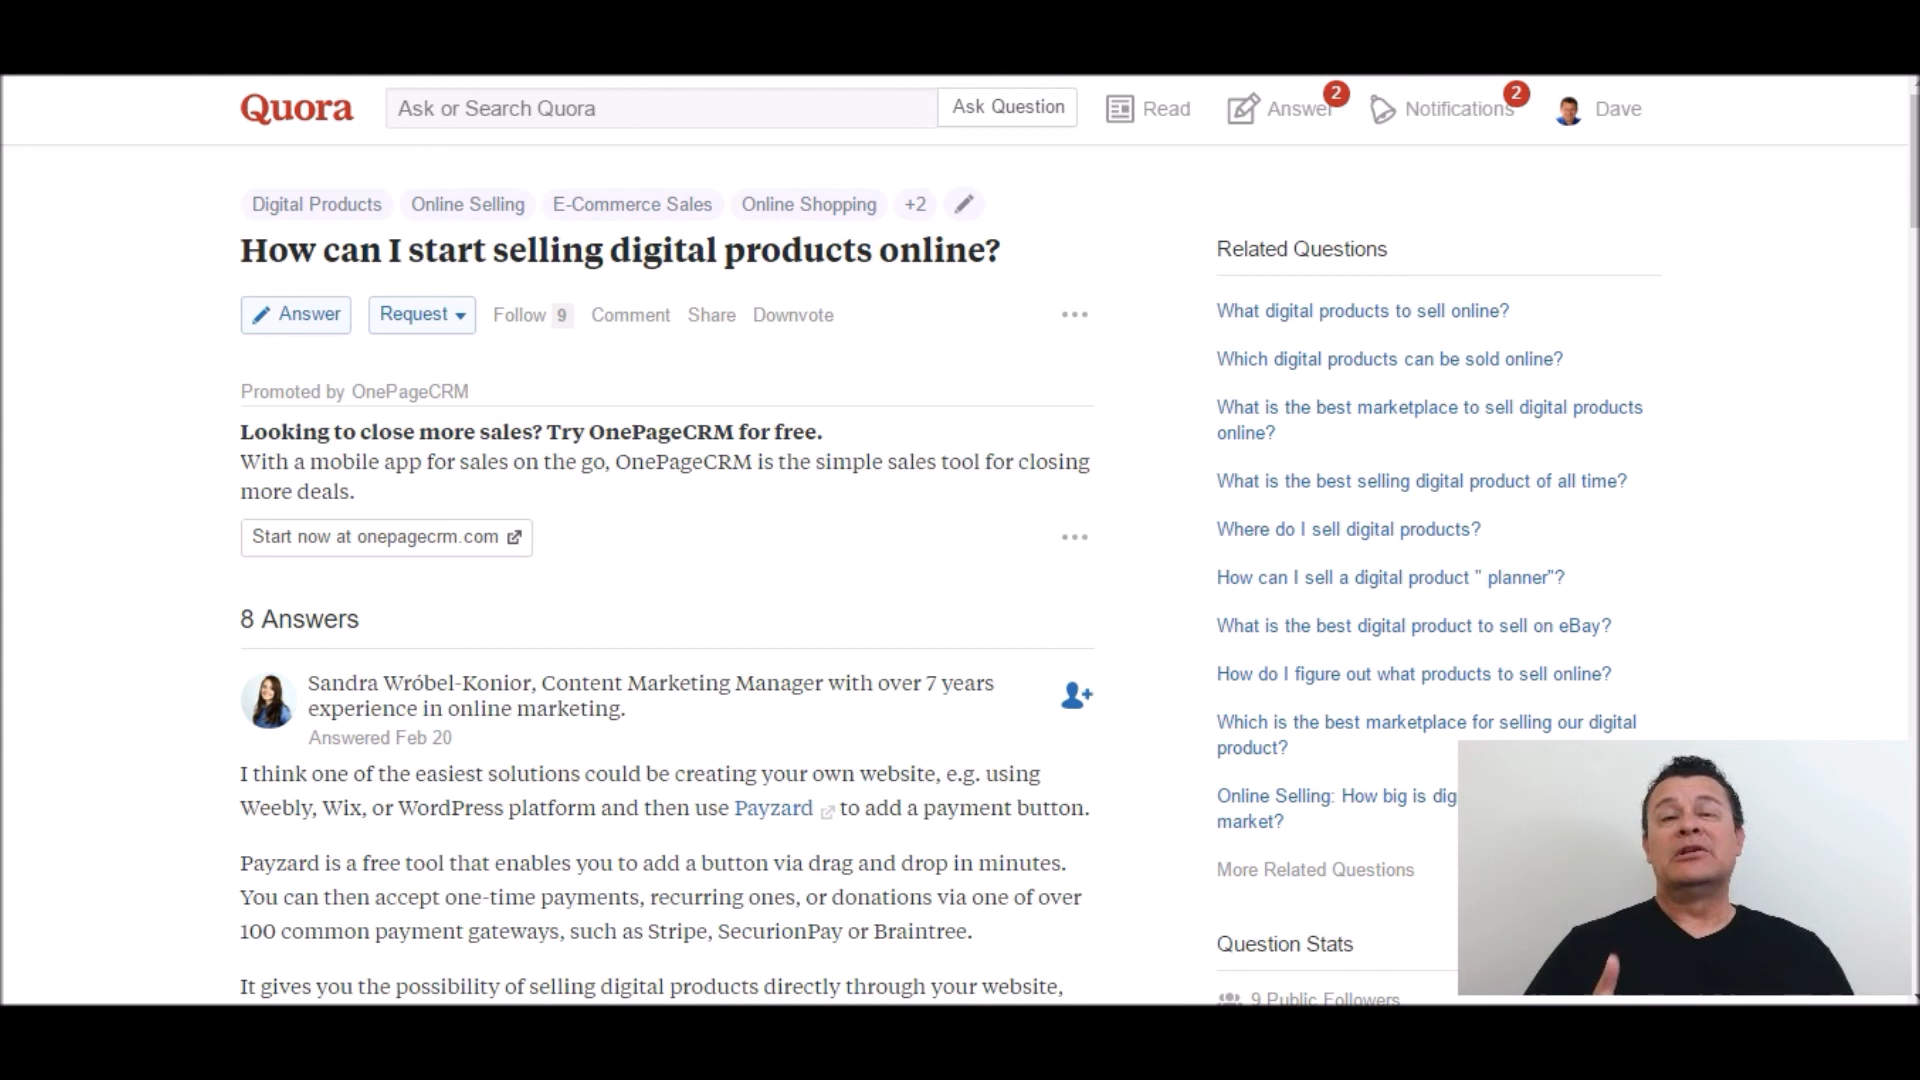 Quora
Ask or Search Quora
Ask Question
Read
Answer
2
Notifications
2
Dave
Digital Products
Online Selling
E-Commerce Sales
Online Shopping
+2
How can I start selling digital products online?
Answer
Request
Follow 9
Comment
Share
Downvote
Promoted by OnePageCRM
Looking to close more sales? Try OnePageCRM for free.
With a mobile app for sales on the go, OnePageCRM is the simple sales tool for closing
more deals.
Start now at onepagecrm.com
8 Answers
Sandra Wróbel-Konior, Content Marketing Manager with over 7 years
experience in online marketing.
Answered Feb 20
I think one of the easiest solutions could be creating your own website, e.g. using
Weebly, Wix, or WordPress platform and then use Payzard to add a payment button.
Payzard is a free tool that enables you to add a button via drag and drop in minutes.
You can then accept one-time payments, recurring ones, or donations via one of over
100 common payment gateways, such as Stripe, SecurionPay or Braintree.
It gives you the possibility of selling digital products directly through your website,
Related Questions
What digital products to sell online?
Which digital products can be sold online?
What is the best marketplace to sell digital products
online?
What is the best selling digital product of all time?
Where do I sell digital products?
How can I sell a digital product " planner"?
What is the best digital product to sell on eBay?
How do I figure out what products to sell online?
Which is the best marketplace for selling our digital
product?
Online Selling: How big is dig
market?
More Related Questions
Question Stats
9 Public Followers